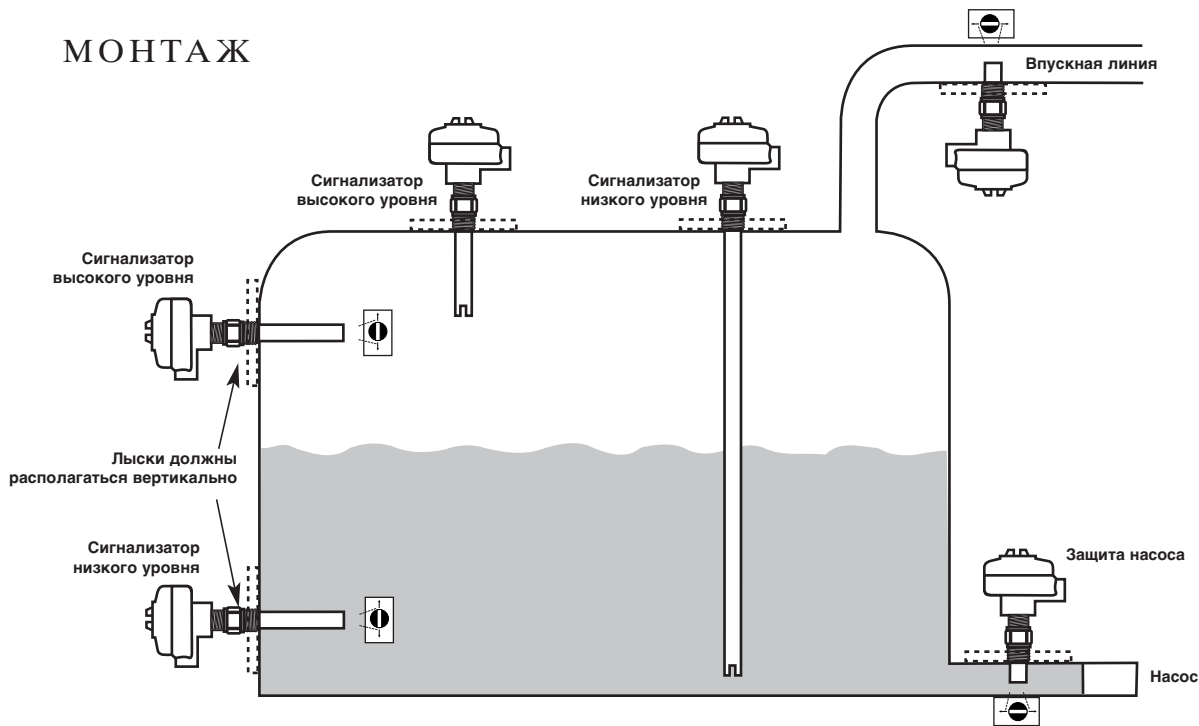 МОНТАЖ
Впускная линия
Сигнализатор
высокого уровня
Сигнализатор
низкого уровня
Сигнализатор
высокого уровня
Лыски должны
располагаться вертикально
Сигнализатор
низкого уровня
Защита насоса
Насос